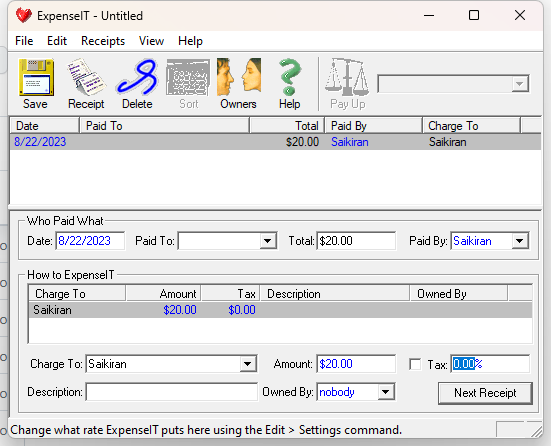 ExpenseIT - Untitled
File Edit Receipts View Help
Save Receipt Delete Sort Owners Help Pay Up
Date Paid To Total Paid By Charge To
8/22/2023 $20.00 Saikiran Saikiran
Who Paid What
Date: 8/22/2023 Paid To: Total: $20.00 Paid By: Saikiran
How to ExpenseIT
Charge To Amount Tax Description Owned By
Saikiran $20.00 $0.00
Charge To: Saikiran Amount: $20.00 Tax: 0.00%
Description: Owned By: nobody Next Receipt
Change what rate ExpenseIT puts here using the Edit > Settings command.